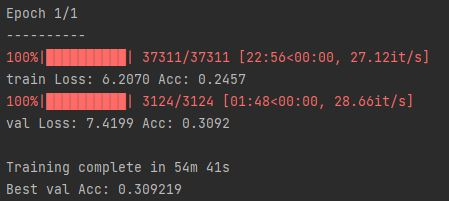 Epoch 1/1
----------
100%|██████████| 37311/37311 [22:56<00:00, 27.12it/s]
train Loss: 6.2070 Acc: 0.2457
100%|██████████| 3124/3124 [01:48<00:00, 28.66it/s]
val Loss: 7.4199 Acc: 0.3092
Training complete in 54m 41s
Best val Acc: 0.309219